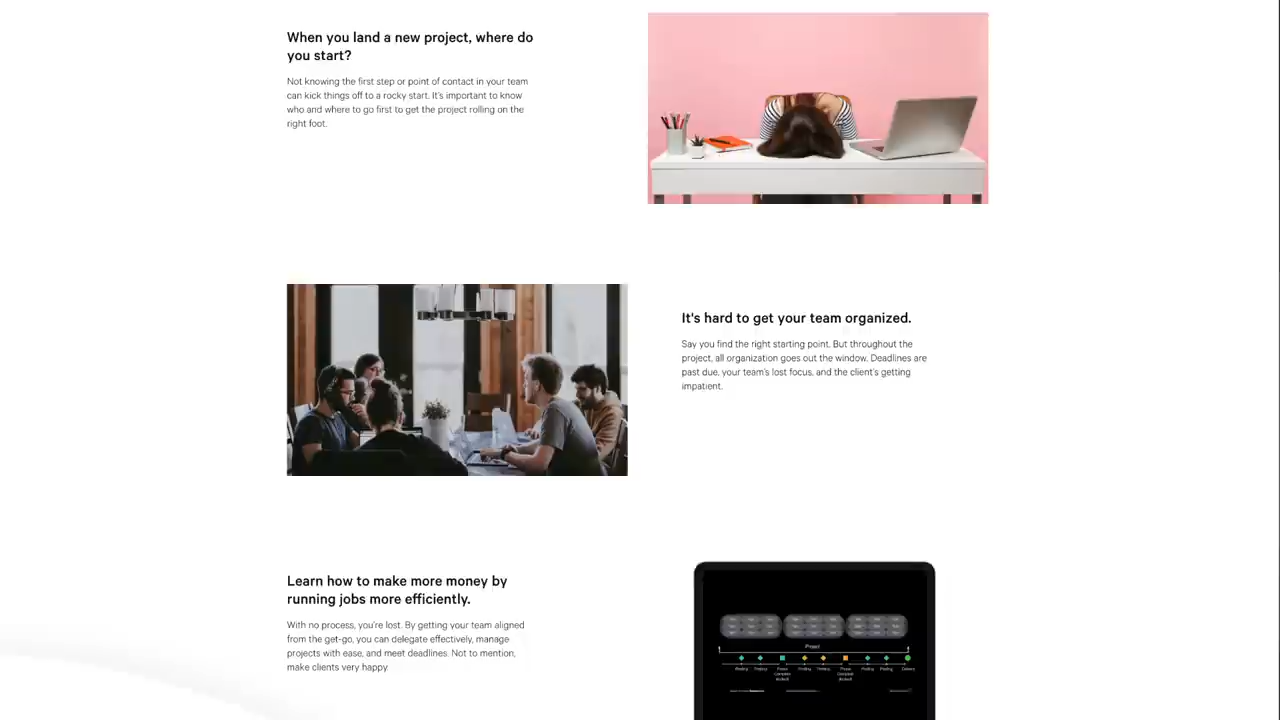 When you land a new project, where do
you start?
Not knowing the first step or point of contact in your team
can kick things off to a rocky start. It's important to know
who and where to go first to get the project rolling on the
right foot.
It's hard to get your team organized.
Say you find the right starting point. But throughout the
project, all organization goes out the window. Deadlines are
past due, your team's lost focus, and the client's getting
impatient.
Learn how to make more money by
running jobs more efficiently.
With no process, you're lost. By getting your team aligned
from the get-go, you can delegate effectively, manage
projects with ease, and meet deadlines. Not to mention,
make clients very happy.
Project